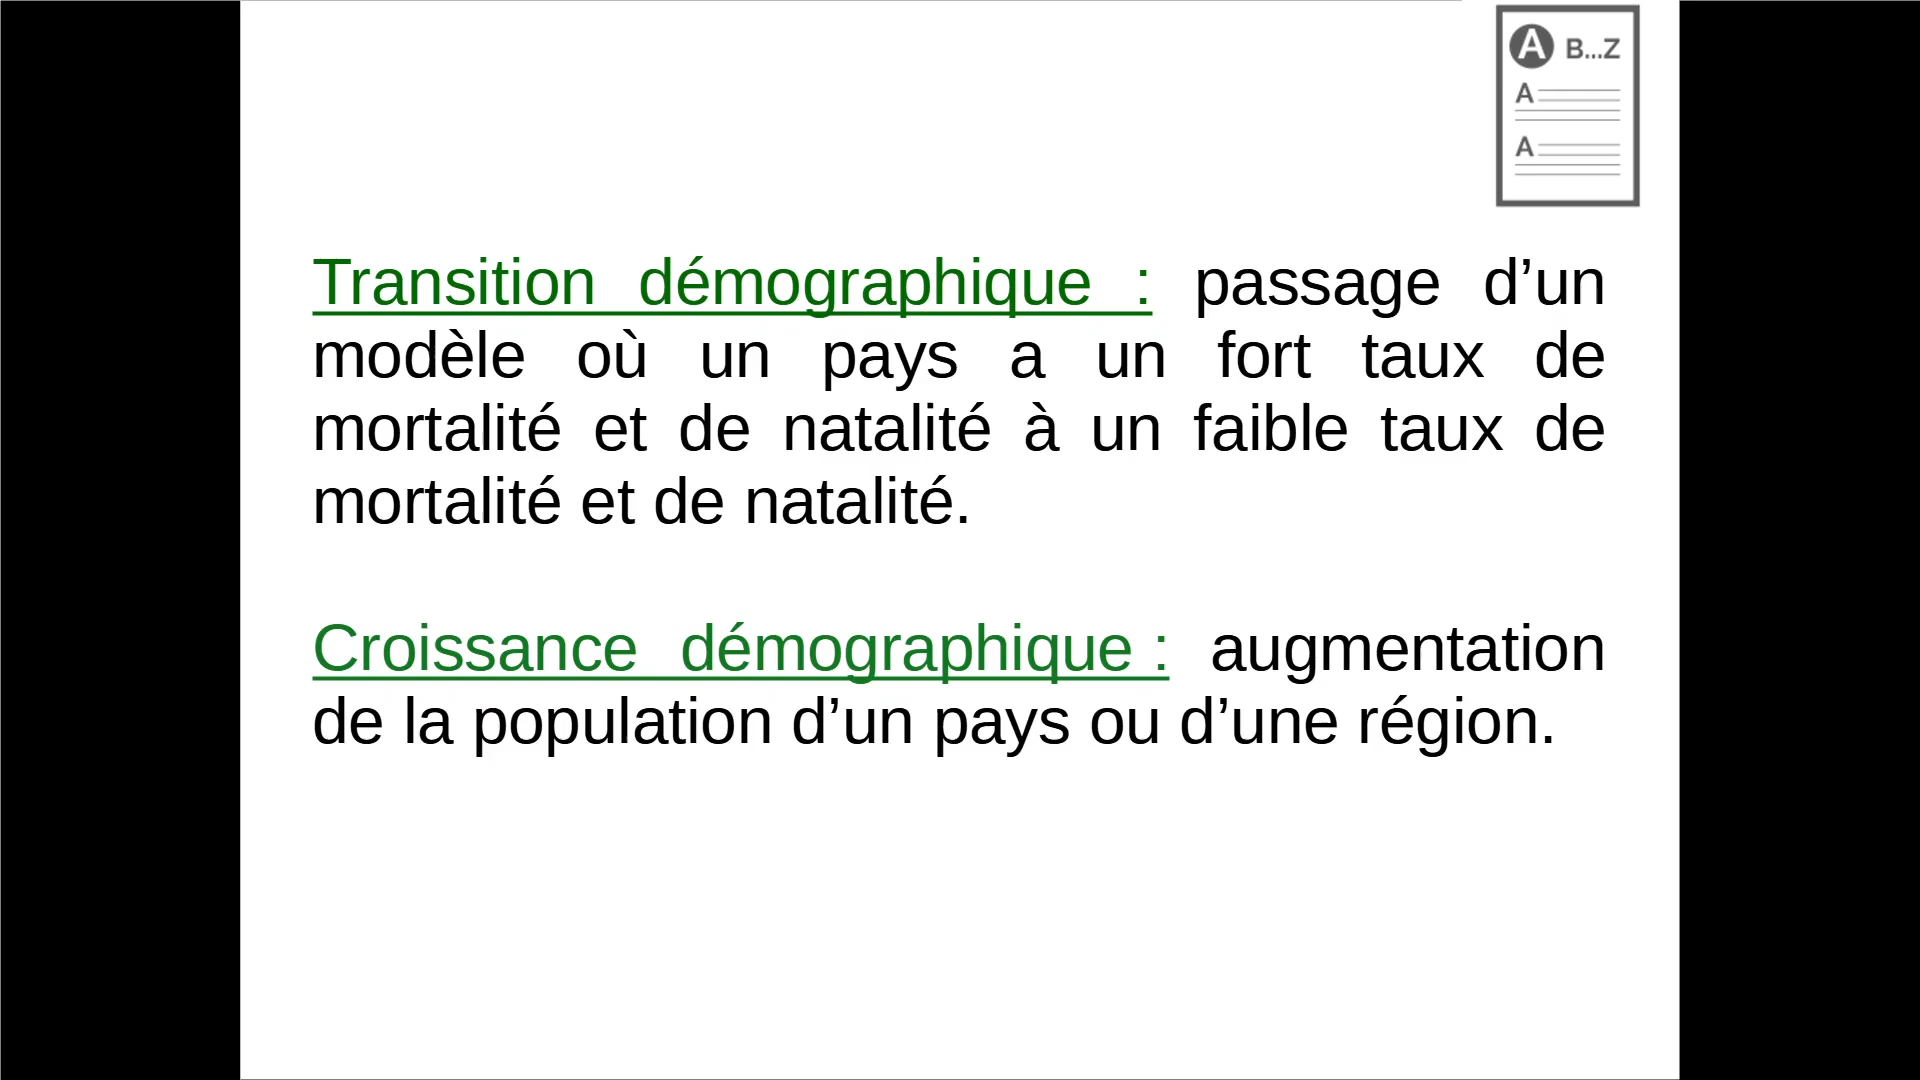 A B...Z
A
A
Transition démographique : passage d’un
modèle où un pays a un fort taux de
mortalité et de natalité à un faible taux de
mortalité et de natalité.
Croissance démographique : augmentation
de la population d’un pays ou d’une région.